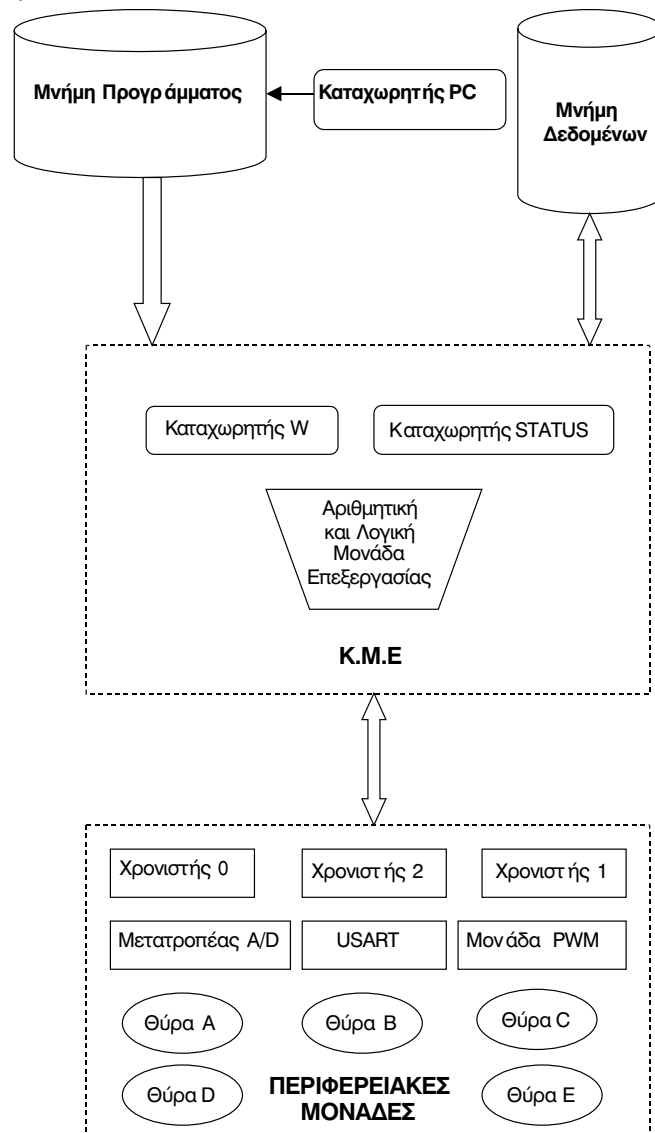 Μνήμη Προγράμματος
Καταχωρητής PC
Μνήμη
Δεδομένων
Καταχωρητής W
Καταχωρητής STATUS
Αριθμητική
και Λογική
Μονάδα
Επεξεργασίας
Κ.Μ.Ε
Χρονιστής 0
Χρονιστής 2
Χρονιστής 1
Μετατροπέας A/D
USART
Μονάδα PWM
Θύρα A
Θύρα B
Θύρα C
Θύρα D
ΠΕΡΙΦΕΡΕΙΑΚΕΣ
ΜΟΝΑΔΕΣ
Θύρα E